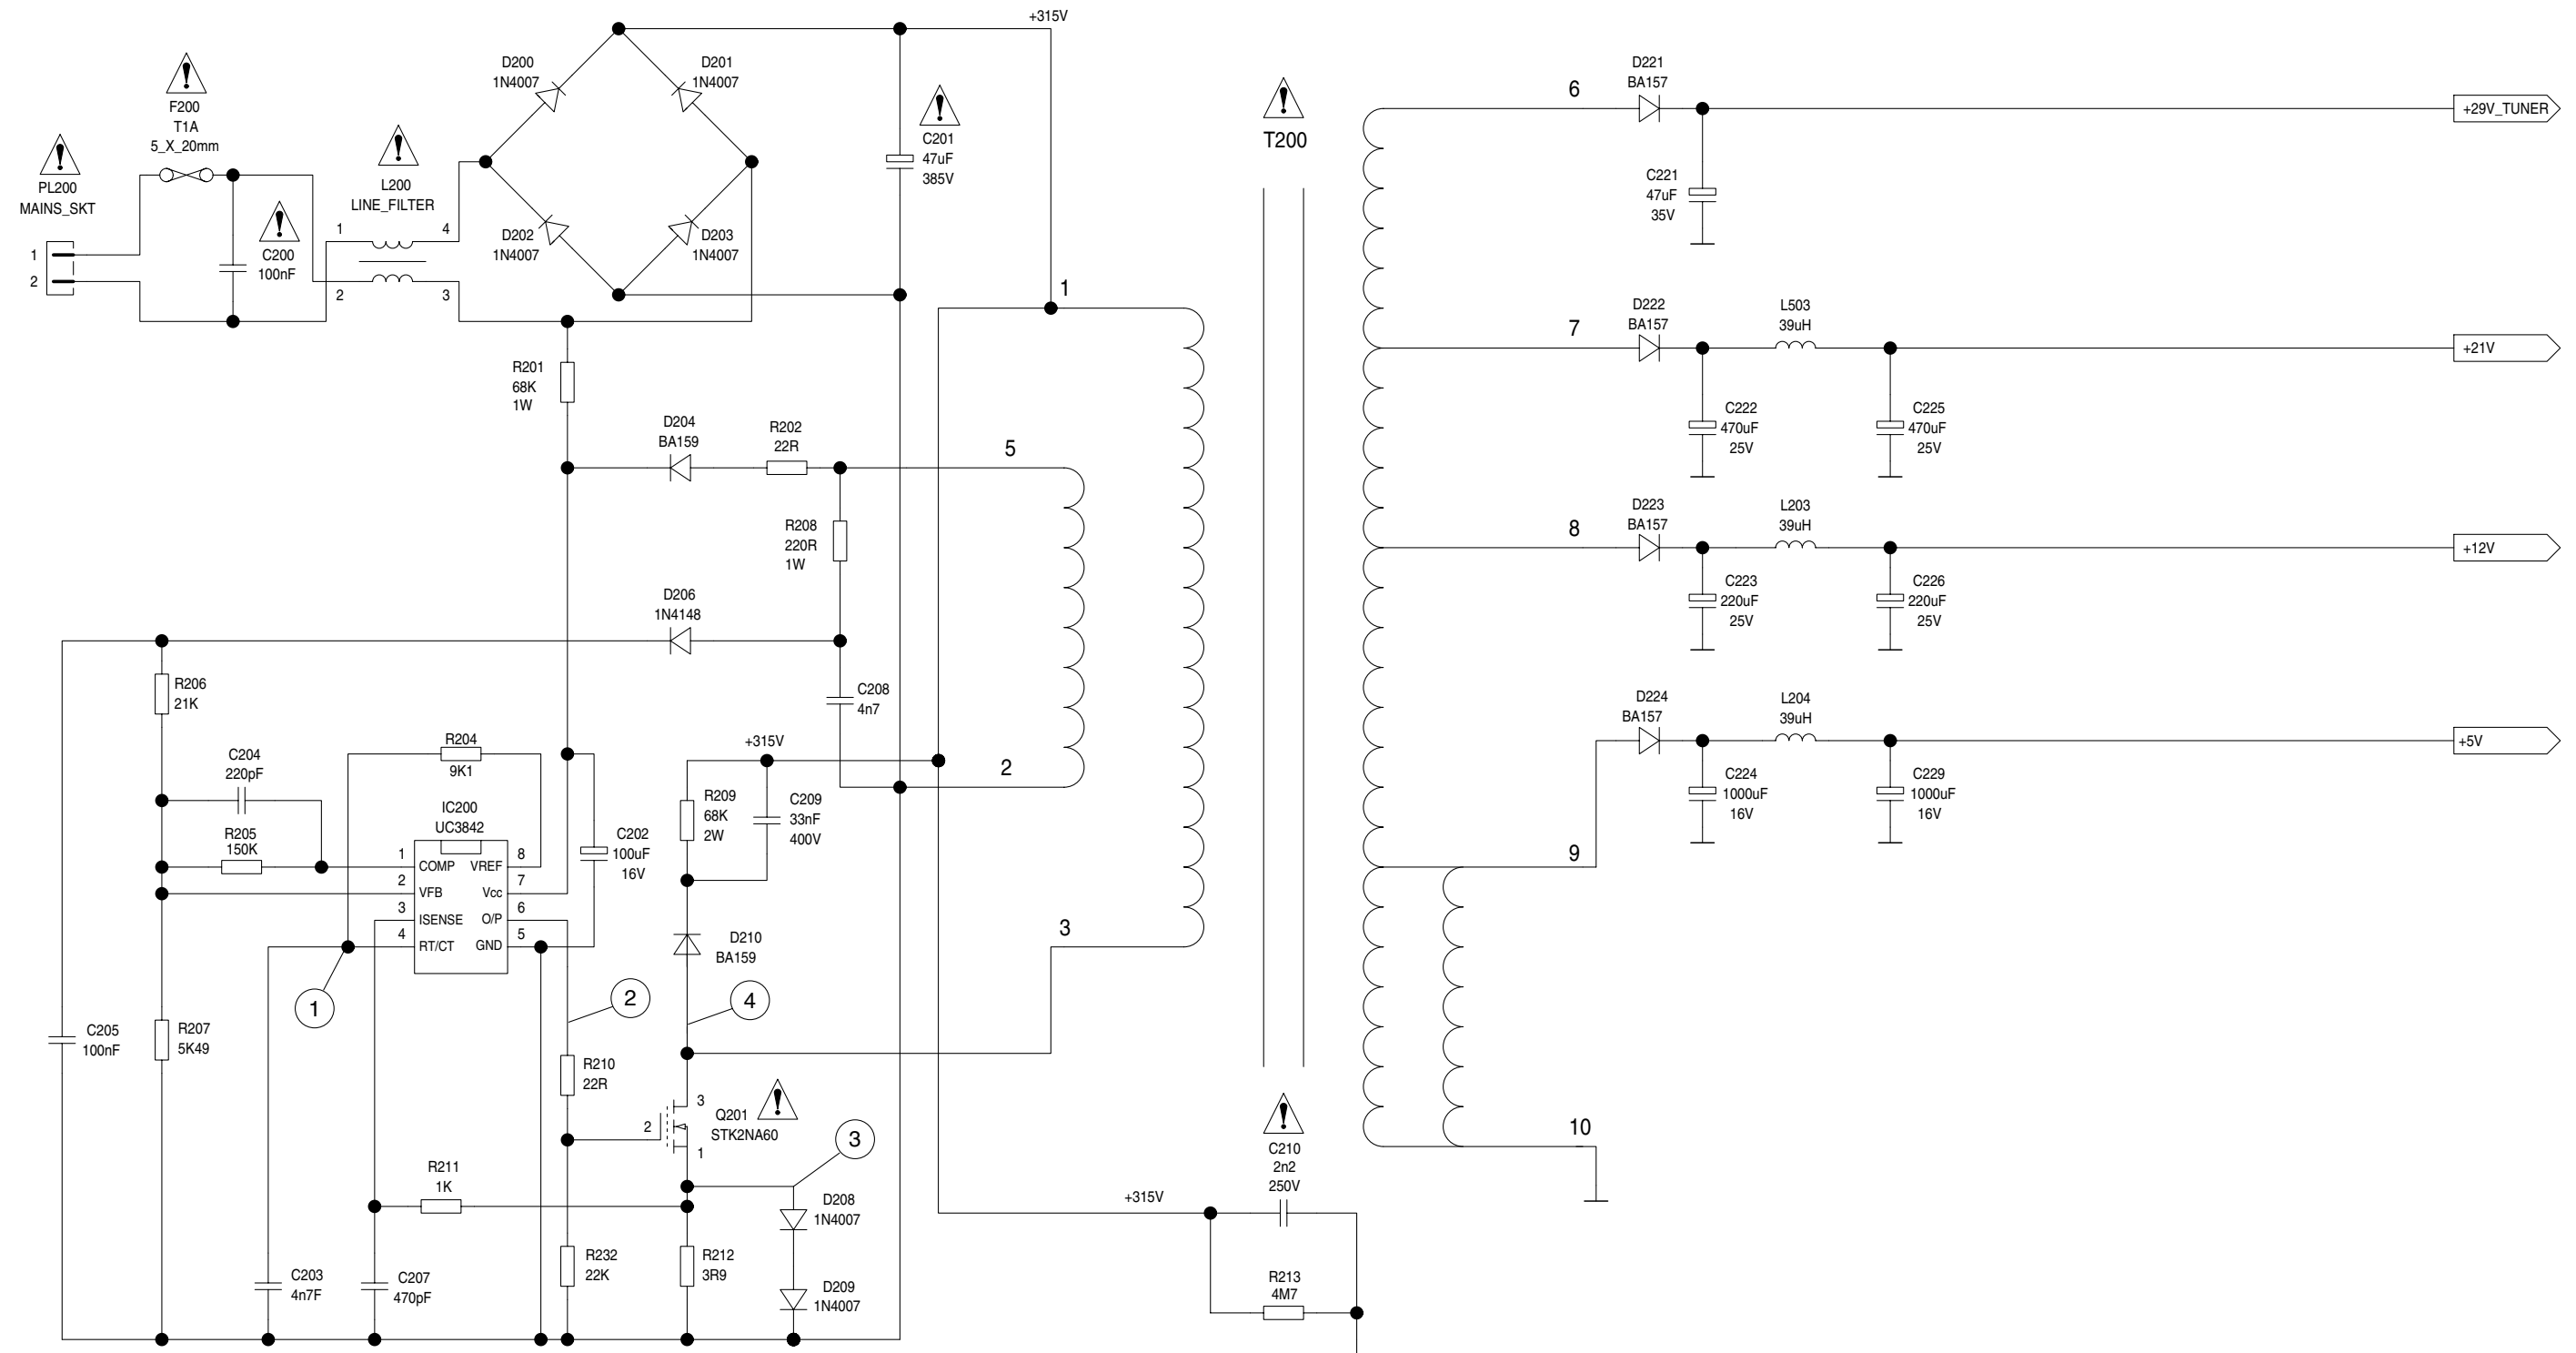 +315V
D200
1N4007
D201
1N4007
F200
T1A
5_X_20mm
PL200
MAINS_SKT
L200
LINE_FILTER
C200
100nF
1
2
1
4
2
3
D202
1N4007
D203
1N4007
C201
47uF
385V
T200
6
D221
BA157
+29V_TUNER
C221
47uF
35V
1
7
D222
BA157
L503
39uH
+21V
C222
470uF
25V
C225
470uF
25V
R201
68K
1W
D204
BA159
R202
22R
5
R208
220R
1W
8
D223
BA157
L203
39uH
+12V
C223
220uF
25V
C226
220uF
25V
D206
1N4148
R206
21K
C208
4n7
D224
BA157
L204
39uH
+5V
C224
1000uF
16V
C229
1000uF
16V
C204
220pF
R204
9K1
+315V
2
R209
68K
2W
C209
33nF
400V
R205
150K
IC200
UC3842
C202
100uF
16V
1
COMP
VREF
8
2
VFB
Vcc
7
3
ISENSE
O/P
6
4
RT/CT
GND
5
9
3
D210
BA159
1
2
4
C205
100nF
R207
5K49
R210
22R
3
2
1
Q201
STK2NA60
3
10
C210
2n2
250V
R211
1K
D208
1N4007
+315V
C203
4n7F
C207
470pF
R232
22K
R212
3R9
D209
1N4007
R213
4M7